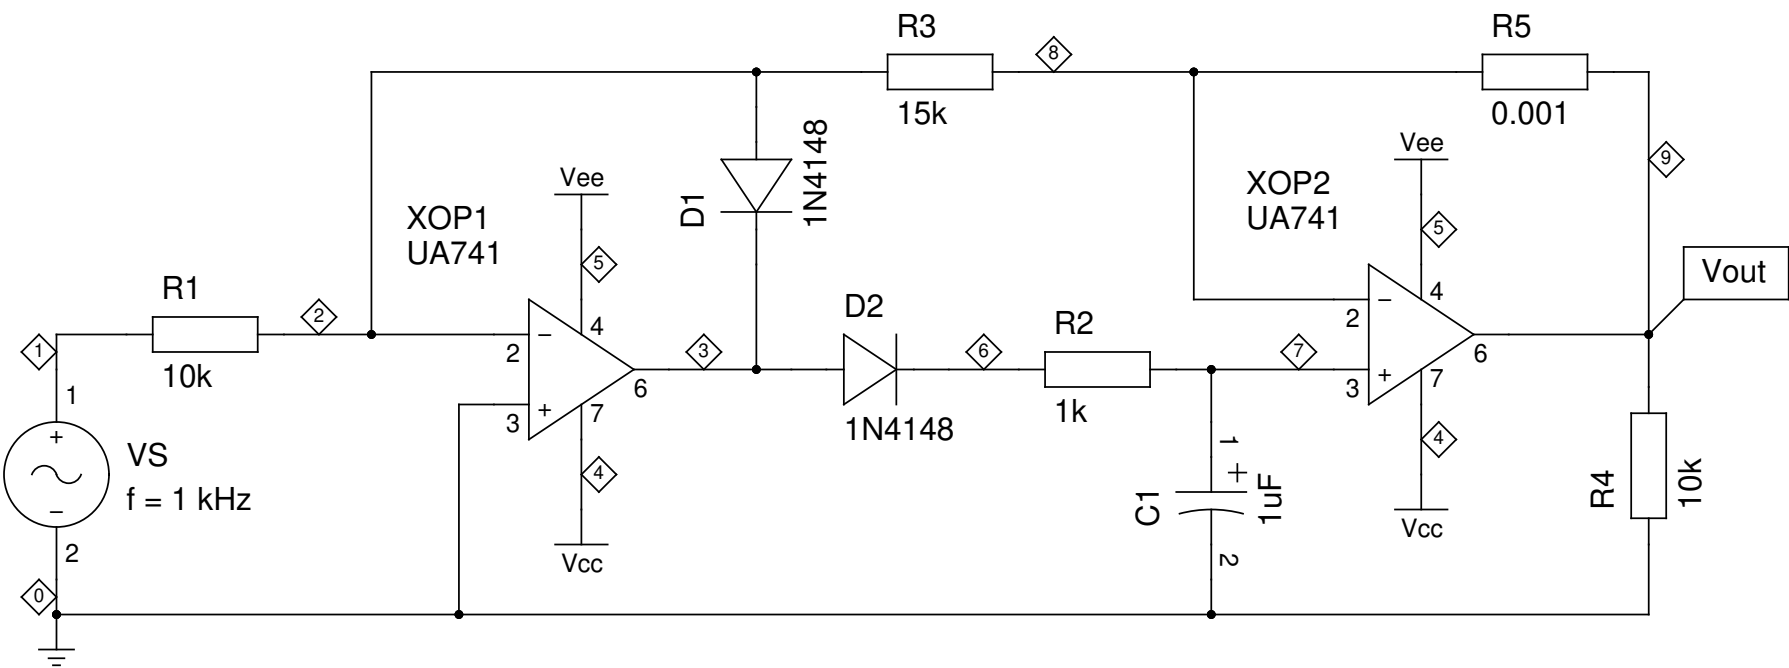 R3
15k
8
R5
0.001
Vee
5
9
XOP2
UA741
Vout
1N4148
D1
Vee
5
XOP1
UA741
R1
10k
2
1
1
+
VS
f = 1 kHz
−
2
0
−
2
4
6
+
3
7
4
Vcc
3
D2
1N4148
6
R2
1k
7
1
+
C1
1uF
2
−
2
4
6
+
3
7
4
Vcc
R4
10k